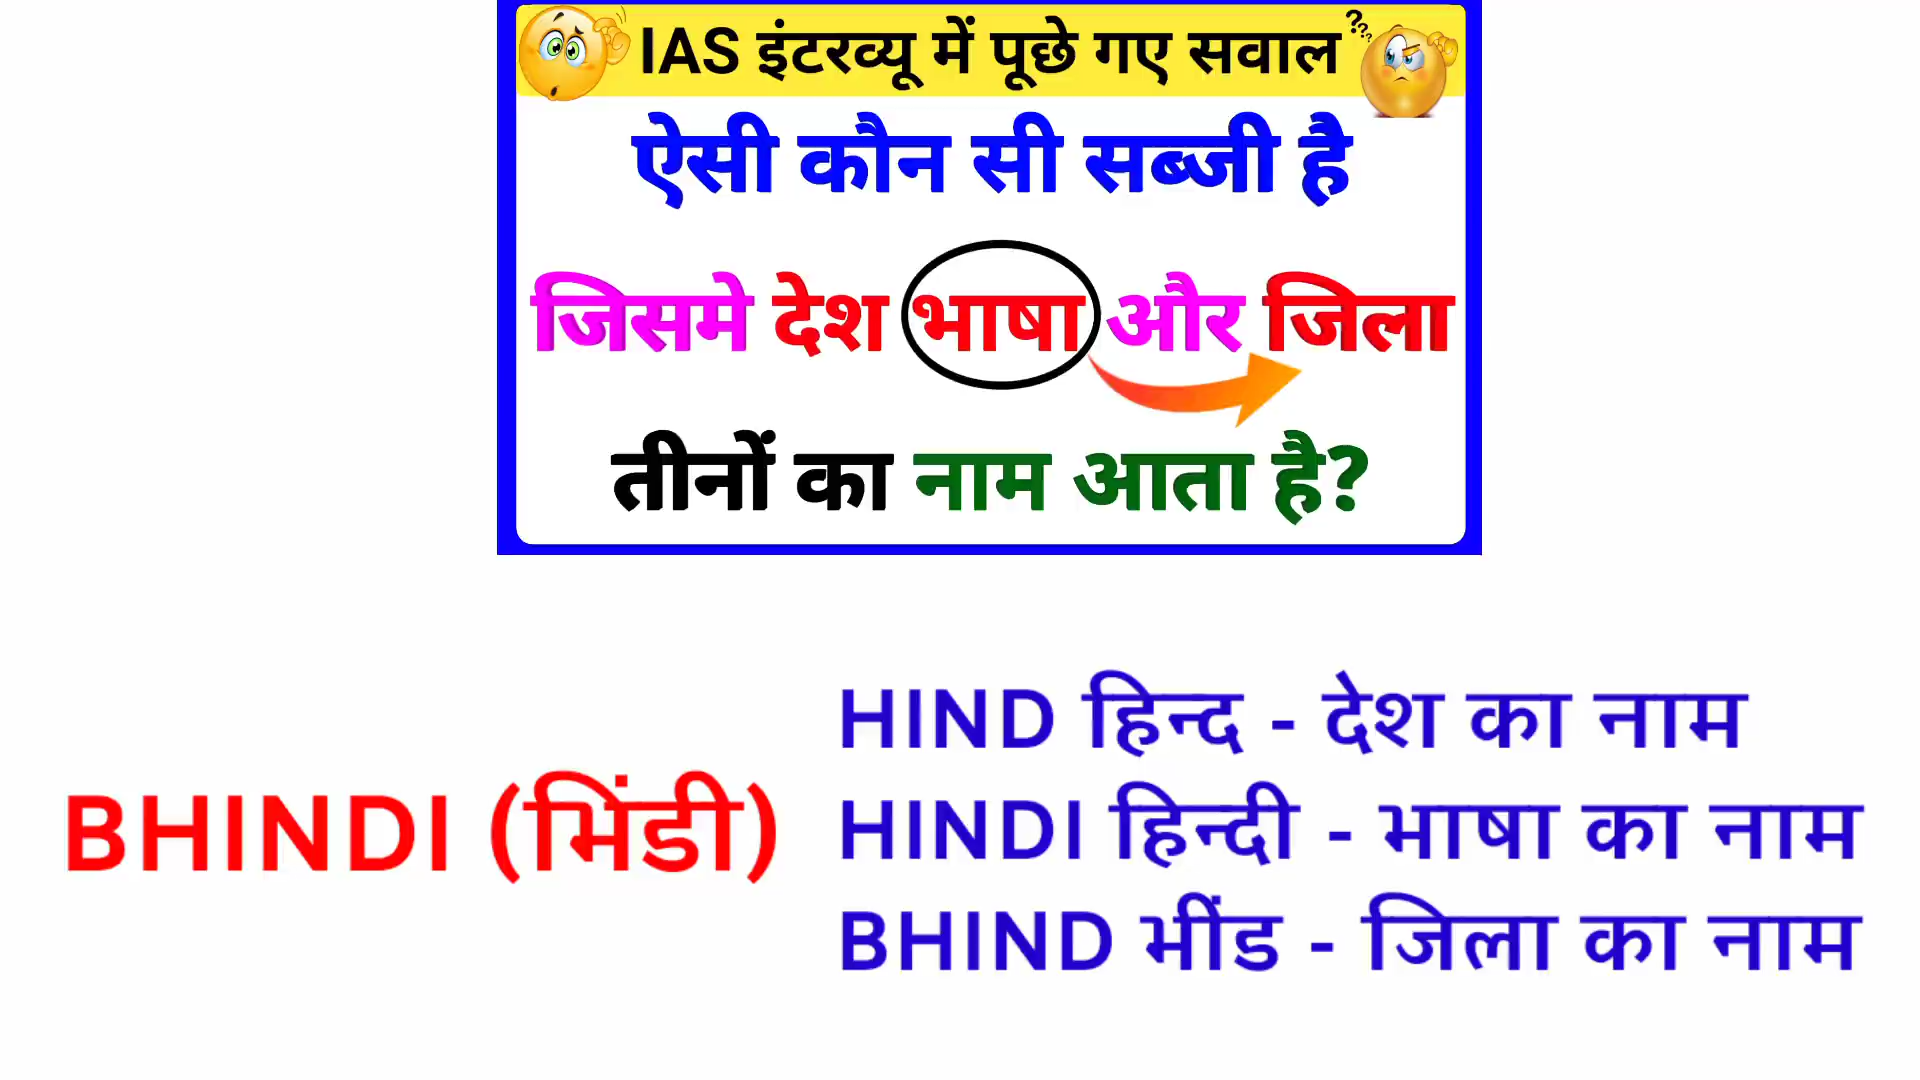 IAS इंटरव्यू में पूछे गए सवाल ???
ऐसी कौन सी सब्जी है
जिसमे देश भाषा और जिला
तीनों का नाम आता है?
BHINDI (भिंडी)
HIND हिन्द - देश का नाम
HINDI हिन्दी - भाषा का नाम
BHIND भींड - जिला का नाम